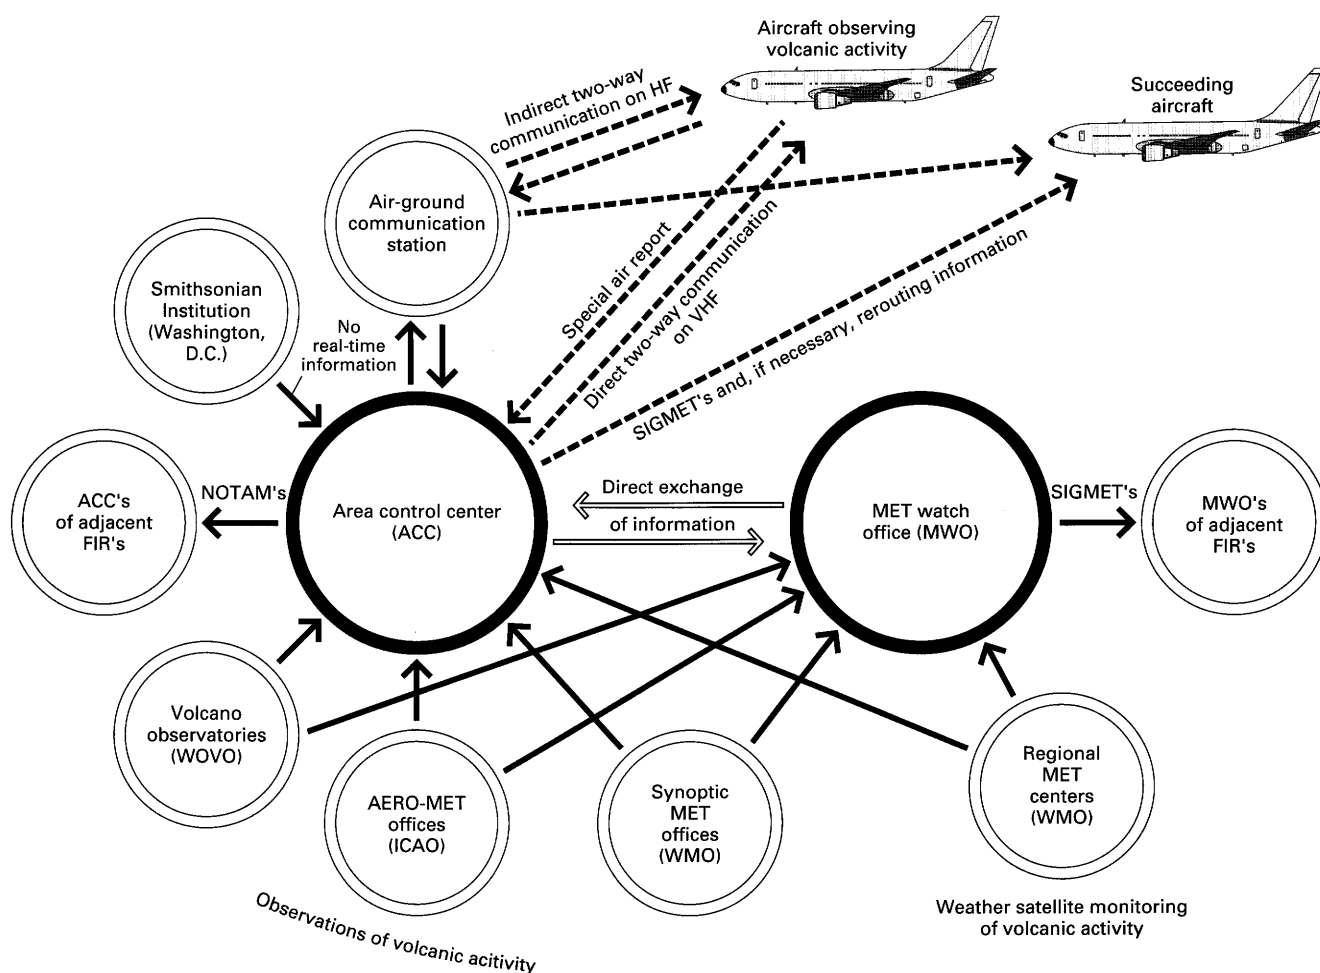 Aircraft observing
volcanic activity
Succeeding
aircraft
Indirect two-way
communication on HF
Air-ground
communication
station
Smithsonian
Institution
(Washington,
D.C.)
No
real-time
information
Special air report
Direct two-way communication
on VHF
SIGMET's and, if necessary, rerouting information
ACC's
of adjacent
FIR's
NOTAM's
Area control center
(ACC)
Direct exchange
of information
MET watch
office (MWO)
SIGMET's
MWO's
of adjacent
FIR's
Volcano
observatories
(WOVO)
AERO-MET
offices
(ICAO)
Synoptic
MET
offices
(WMO)
Regional
MET
centers
(WMO)
Observations of volcanic acitivity
Weather satellite monitoring
of volcanic activity